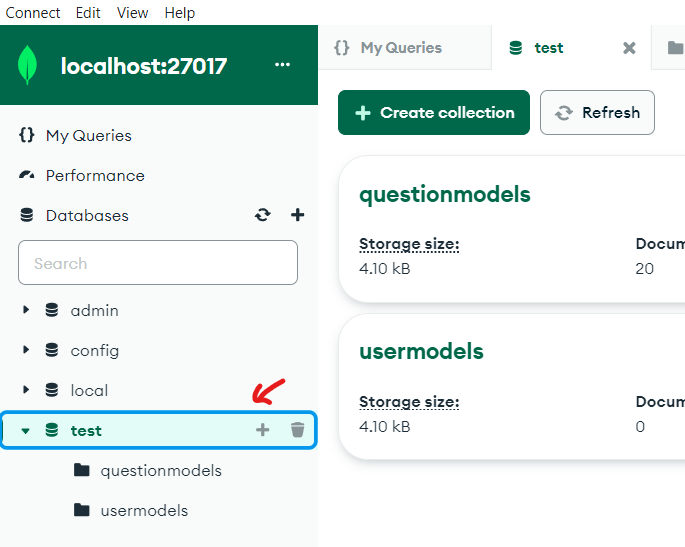 Connect Edit View Help
localhost:27017 ...
{} My Queries
test
My Queries
+ Create collection
Refresh
Performance
Databases
Search
admin
config
local
test
questionmodels
usermodels
questionmodels
Storage size:
4.10 kB
Docum
20
usermodels
Storage size:
4.10 kB
Docum
0